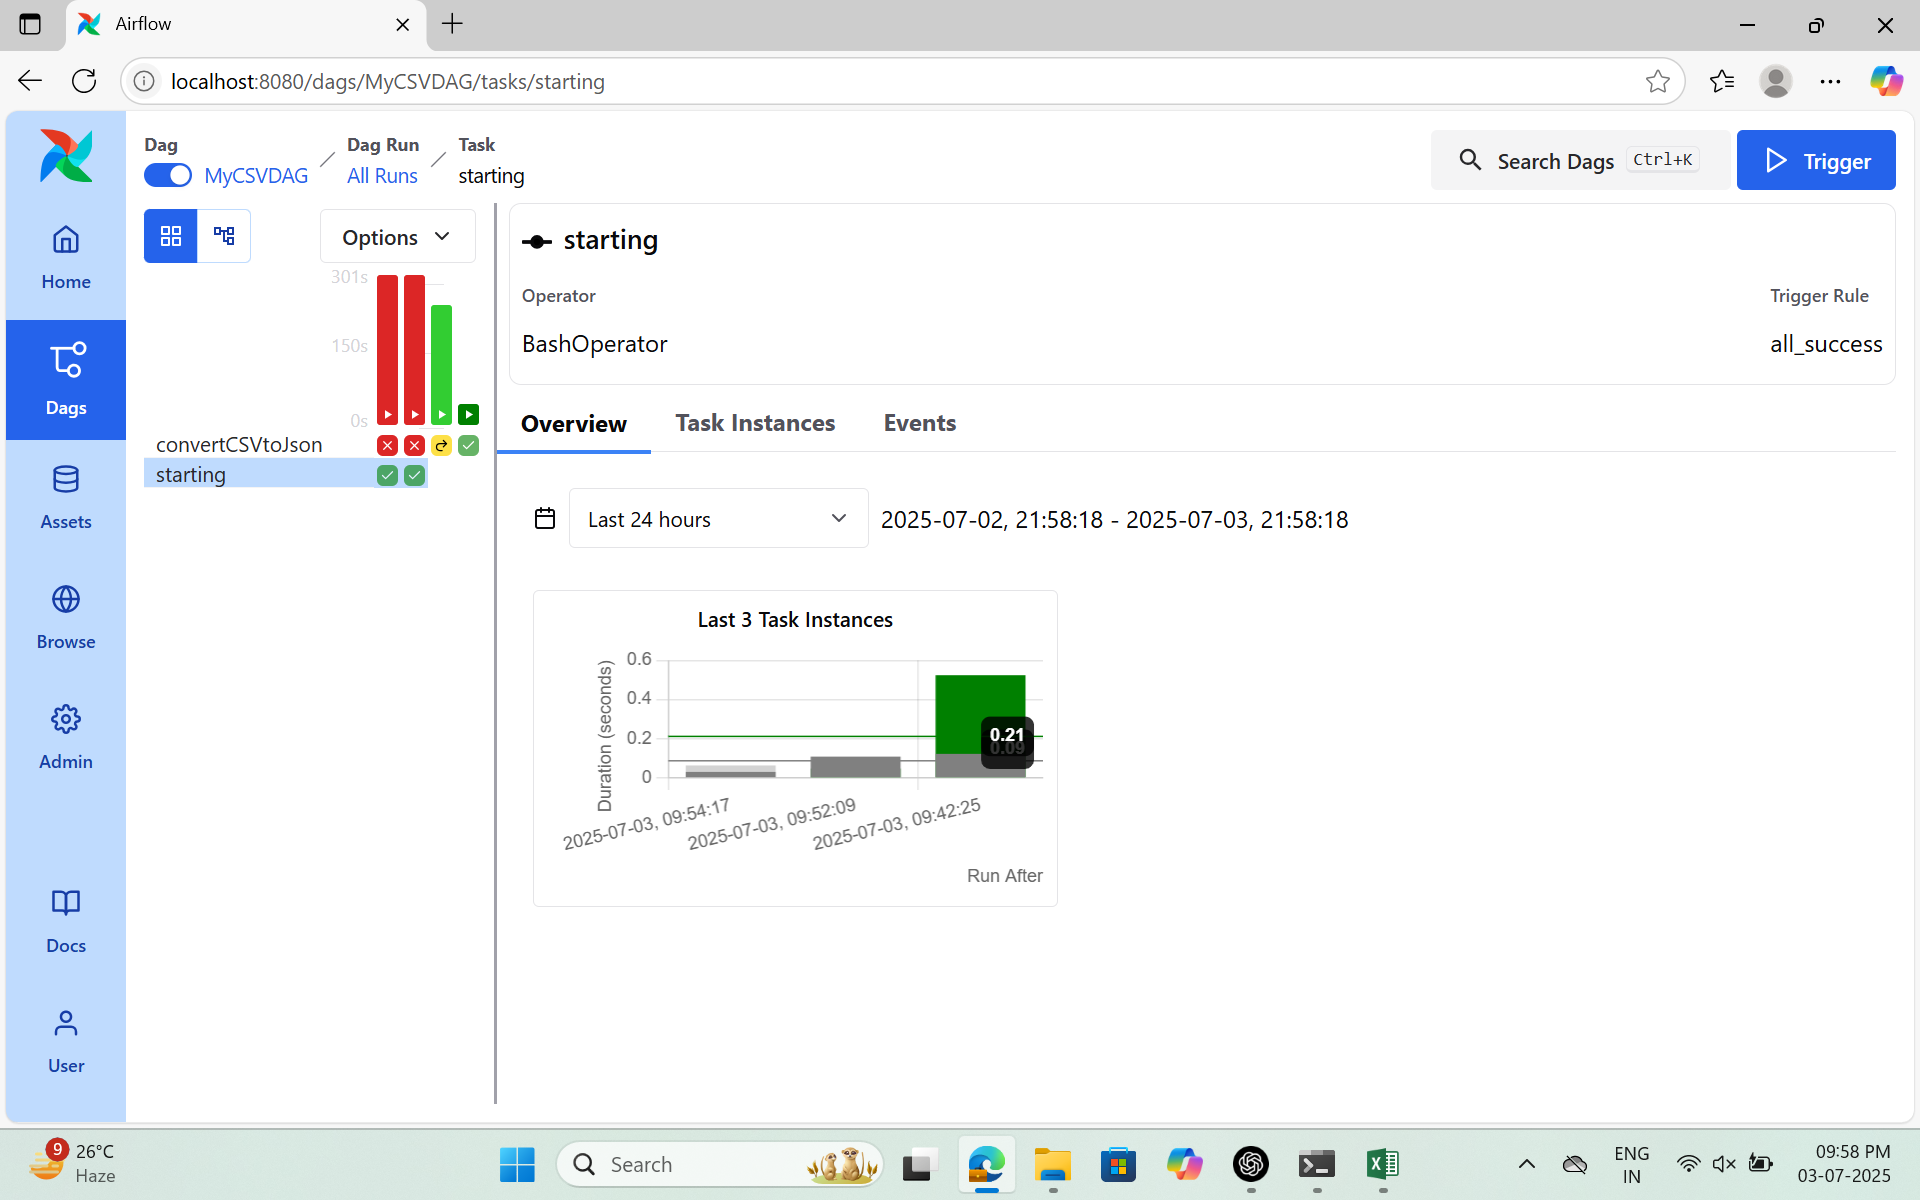 Airflow
localhost:8080/dags/MyCSVDAG/tasks/starting
Dag
MyCSVDAG
Dag Run
All Runs
Task
starting
Search Dags Ctrl+K
Trigger
Home
Dags
Assets
Browse
Admin
Docs
User
Options
301s
150s
0s
convertCSVtoJson
starting
starting
Operator
BashOperator
Trigger Rule
all_success
Overview Task Instances Events
Last 24 hours
2025-07-02, 21:58:18 - 2025-07-03, 21:58:18
Last 3 Task Instances
Duration (seconds)
0.6
0.4
0.2
0
0.21
0.09
2025-07-03, 09:54:17
2025-07-03, 09:52:09
2025-07-03, 09:42:25
Run After
9
26°C
Haze
Search
ENG
IN
09:58 PM
03-07-2025